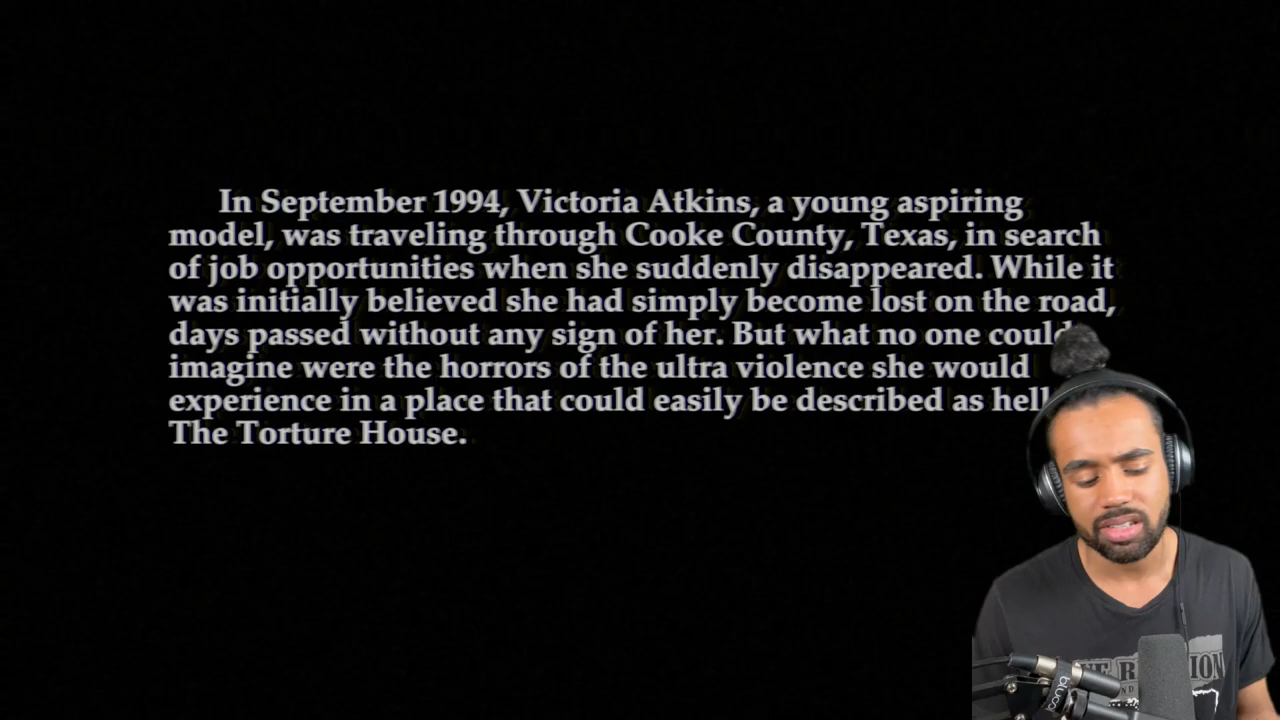 In September 1994, Victoria Atkins, a young aspiring
model, was traveling through Cooke County, Texas, in search
of job opportunities when she suddenly disappeared. While it
was initially believed she had simply become lost on the road,
days passed without any sign of her. But what no one could
imagine were the horrors of the ultra violence she would
experience in a place that could easily be described as hell
The Torture House.
blue